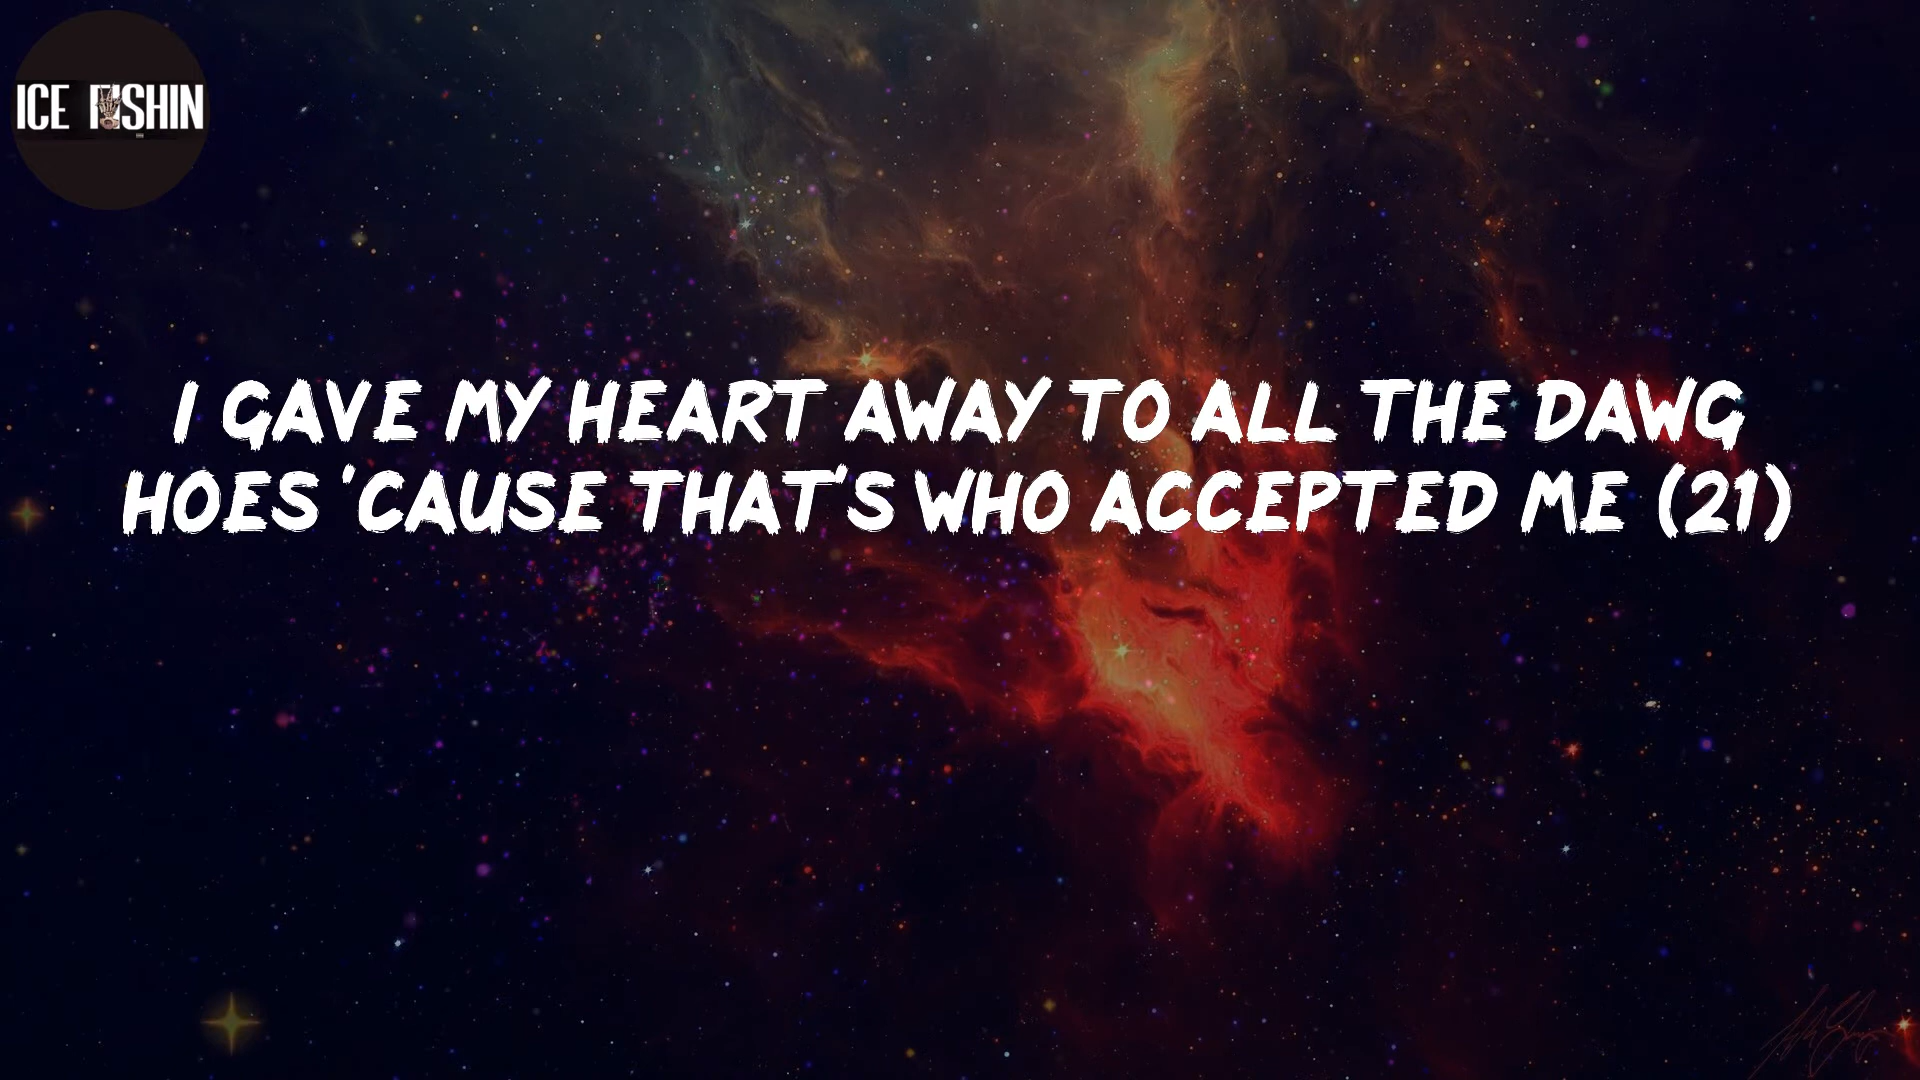 ICE FISHIN
I GAVE MY HEART AWAY TO ALL THE DAWG
HOES 'CAUSE THAT'S WHO ACCEPTED ME (21)